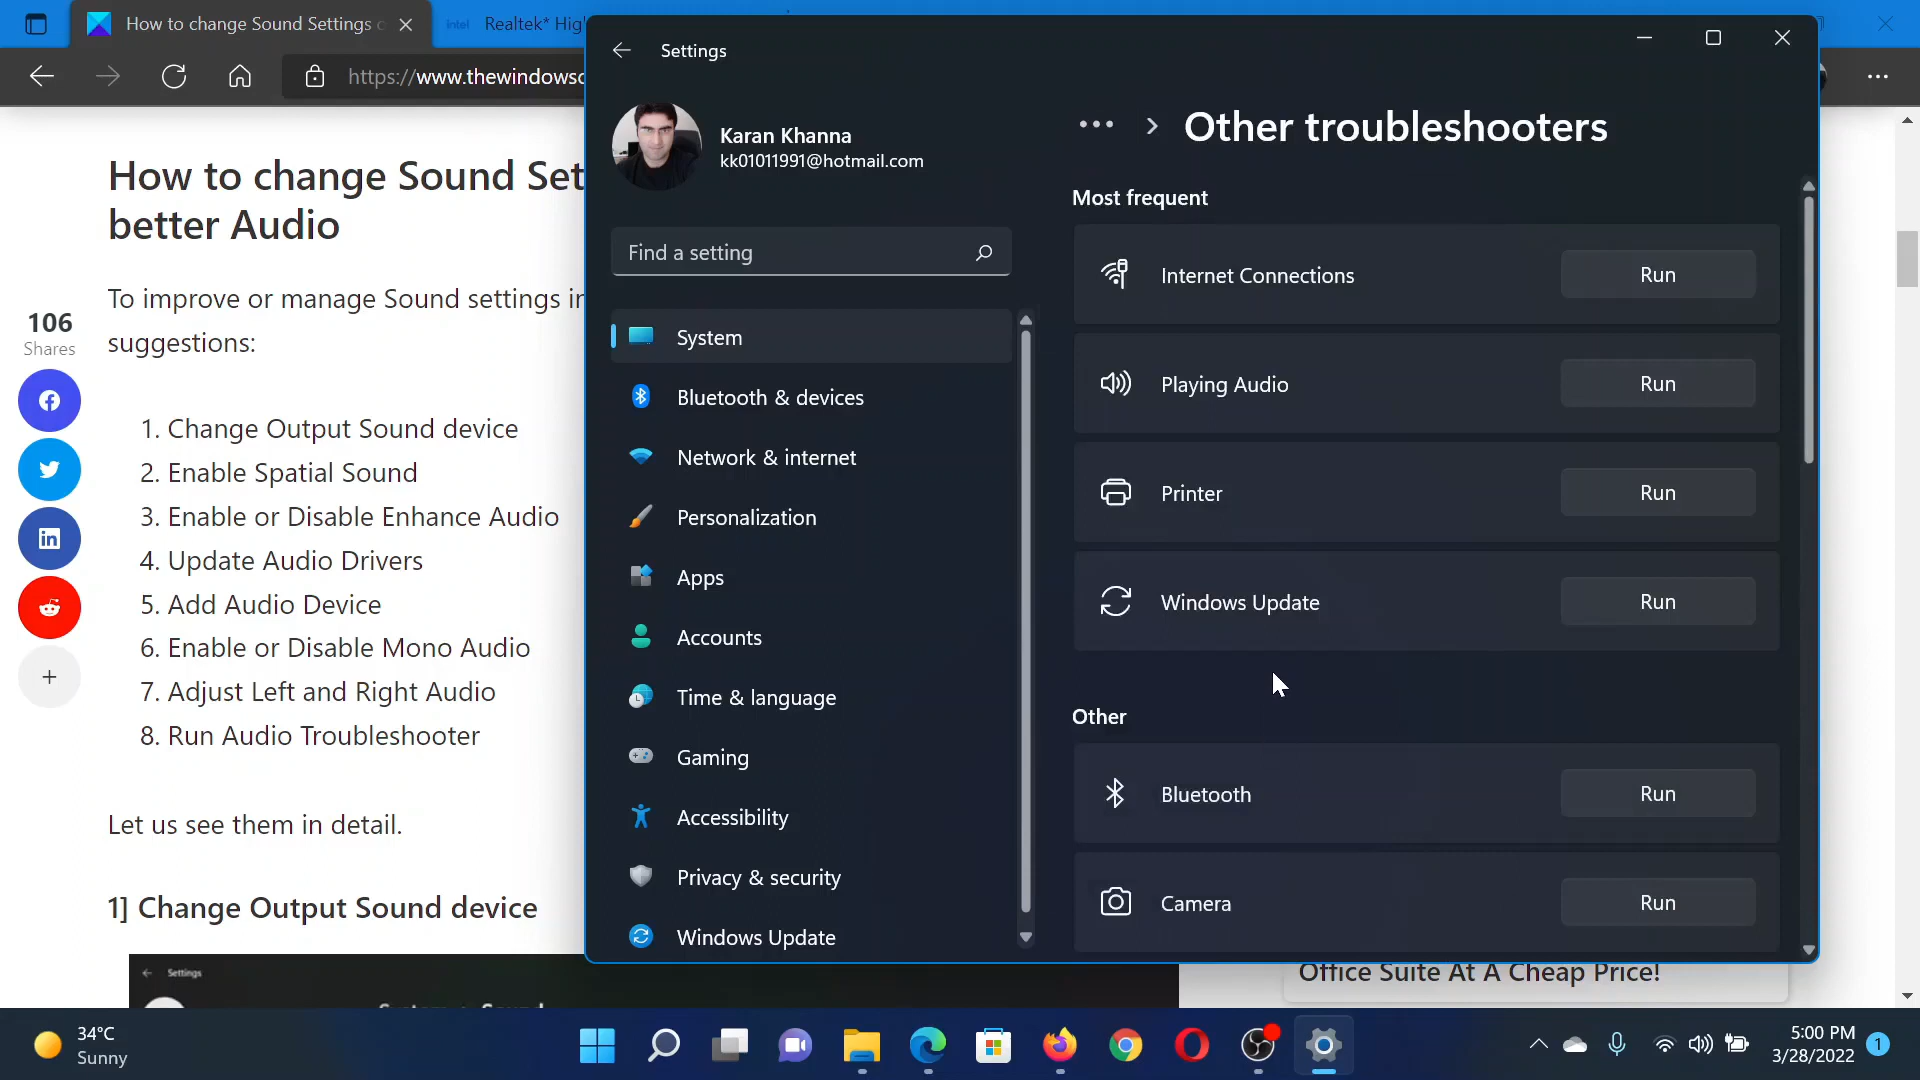 How to change Sound Settings
intel
Realtek* Hig
https://www.thewindowsc
How to change Sound Set
better Audio
To improve or manage Sound settings in
suggestions:
106
Shares
1. Change Output Sound device
2. Enable Spatial Sound
3. Enable or Disable Enhance Audio
4. Update Audio Drivers
5. Add Audio Device
6. Enable or Disable Mono Audio
7. Adjust Left and Right Audio
8. Run Audio Troubleshooter
Let us see them in detail.
1] Change Output Sound device
Settings
Settings
Karan Khanna
kk01011991@hotmail.com
Find a setting
System
Bluetooth & devices
Network & internet
Personalization
Apps
Accounts
Time & language
Gaming
Accessibility
Privacy & security
Windows Update
Other troubleshooters
Most frequent
Internet Connections Run
Playing Audio Run
Printer Run
Windows Update Run
Other
Bluetooth Run
Camera Run
Office Suite At A Cheap Price!
34°C
Sunny
5:00 PM
3/28/2022
1